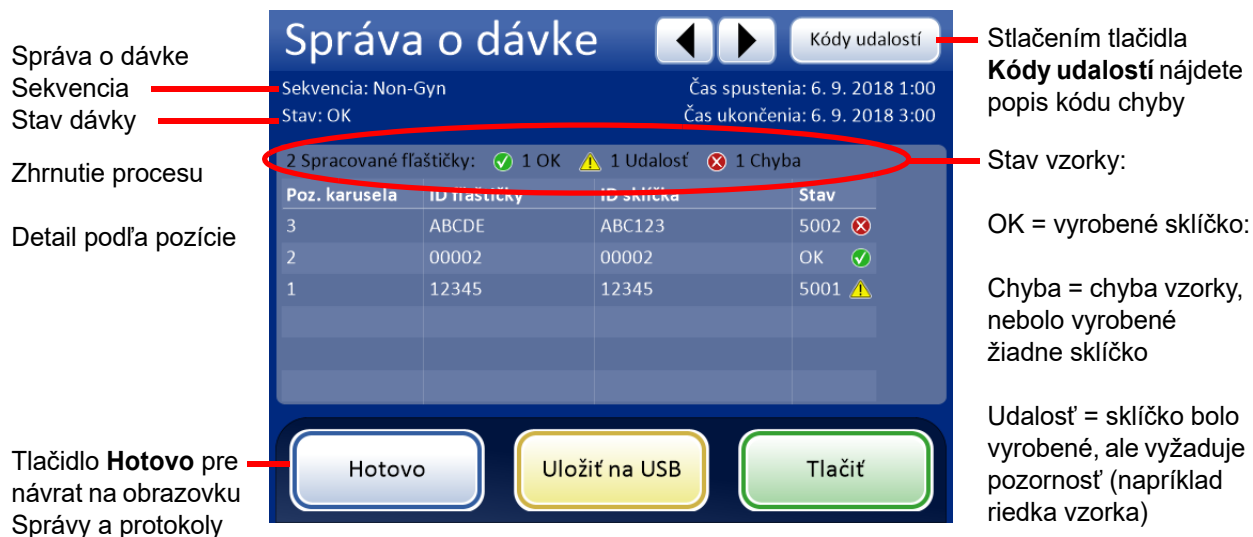 Správa o dávke
Sekvencia
Stav dávky
Zhrnutie procesu
Detail podľa pozície
Tlačidlo Hotovo pre
návrat na obrazovku
Správy a protokoly
Správa o dávke
Kódy udalostí
Sekvencia: Non-Gyn
Čas spustenia: 6. 9. 2018 1:00
Stav: OK
Čas ukončenia: 6. 9. 2018 3:00
2 Spracované fľaštičky: 1 OK 1 Udalosť 1 Chyba
Poz. karusela ID fľaštičky ID sklíčka Stav
3 ABCDE ABC123 5002
2 00002 00002 OK
1 12345 12345 5001
Hotovo
Uložiť na USB
Tlačiť
Stlačením tlačidla
Kódy udalostí nájdete
popis kódu chyby
Stav vzorky:
OK = vyrobené sklíčko:
Chyba = chyba vzorky,
nebolo vyrobené
žiadne sklíčko
Udalosť = sklíčko bolo
vyrobené, ale vyžaduje
pozornosť (napríklad
riedka vzorka)